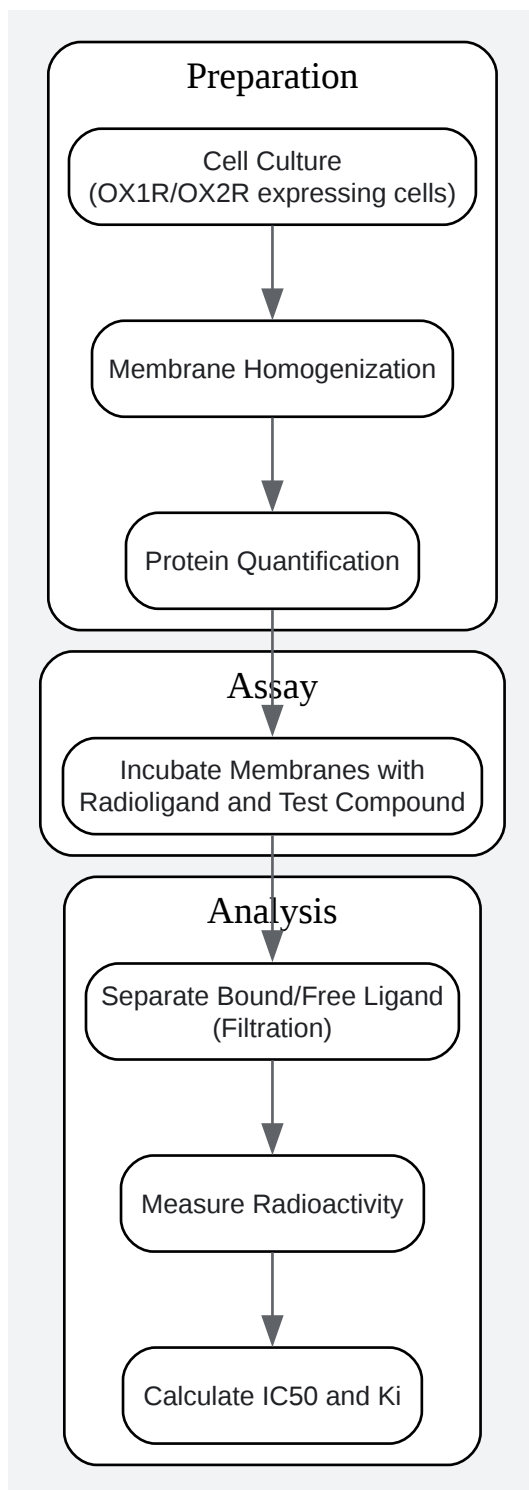 Preparation
Cell Culture
(OX1R/OX2R expressing cells)
Membrane Homogenization
Protein Quantification
Assay
Incubate Membranes with
Radioligand and Test Compound
Analysis
Separate Bound/Free Ligand
(Filtration)
Measure Radioactivity
Calculate IC50 and Ki